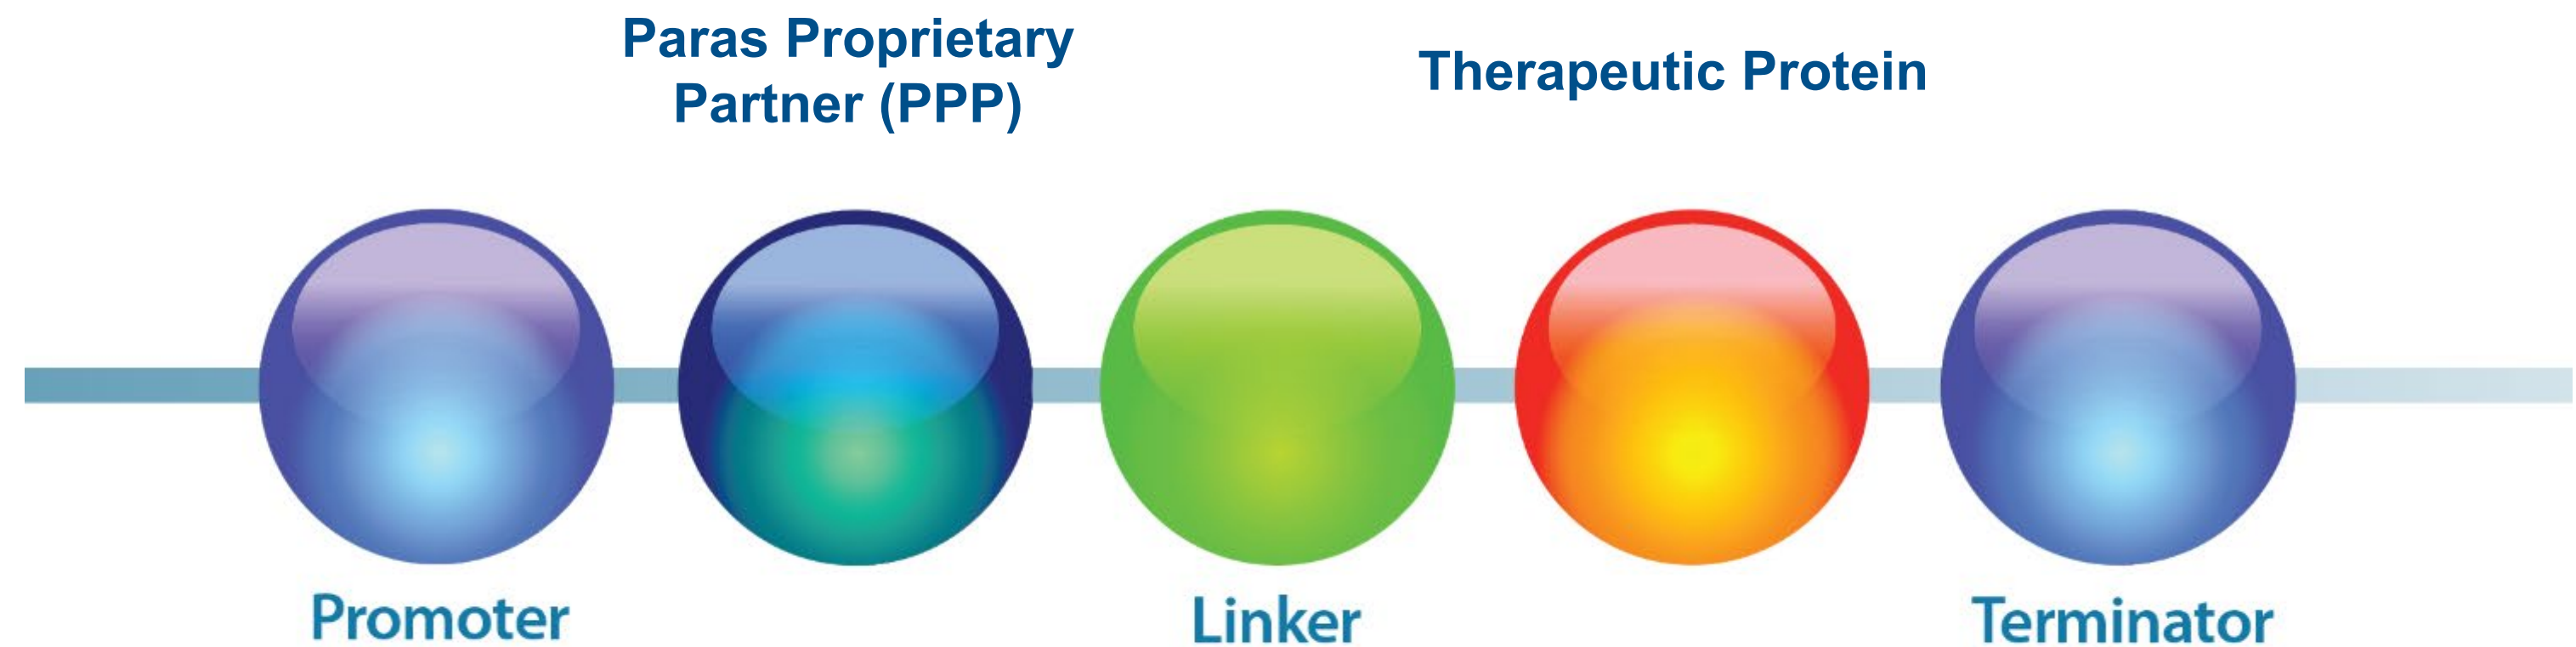 Paras Proprietary
Partner (PPP)
Therapeutic Protein
Promoter
Linker
Terminator